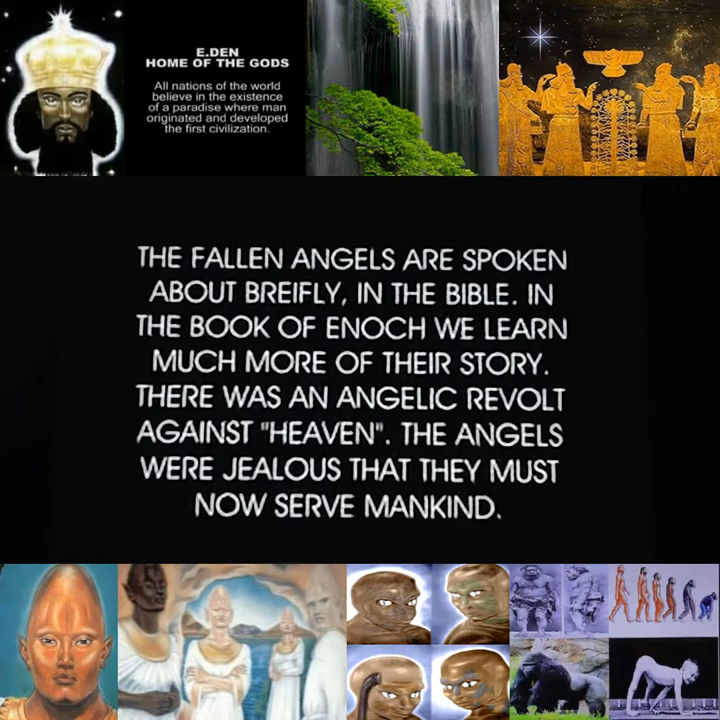 E.DEN
HOME OF THE GODS
All nations of the world
believe in the existence
of a paradise where man
originated and developed
the first civilization.
THE FALLEN ANGELS ARE SPOKEN
ABOUT BREIFLY, IN THE BIBLE. IN
THE BOOK OF ENOCH WE LEARN
MUCH MORE OF THEIR STORY.
THERE WAS AN ANGELIC REVOLT
AGAINST "HEAVEN". THE ANGELS
WERE JEALOUS THAT THEY MUST
NOW SERVE MANKIND.